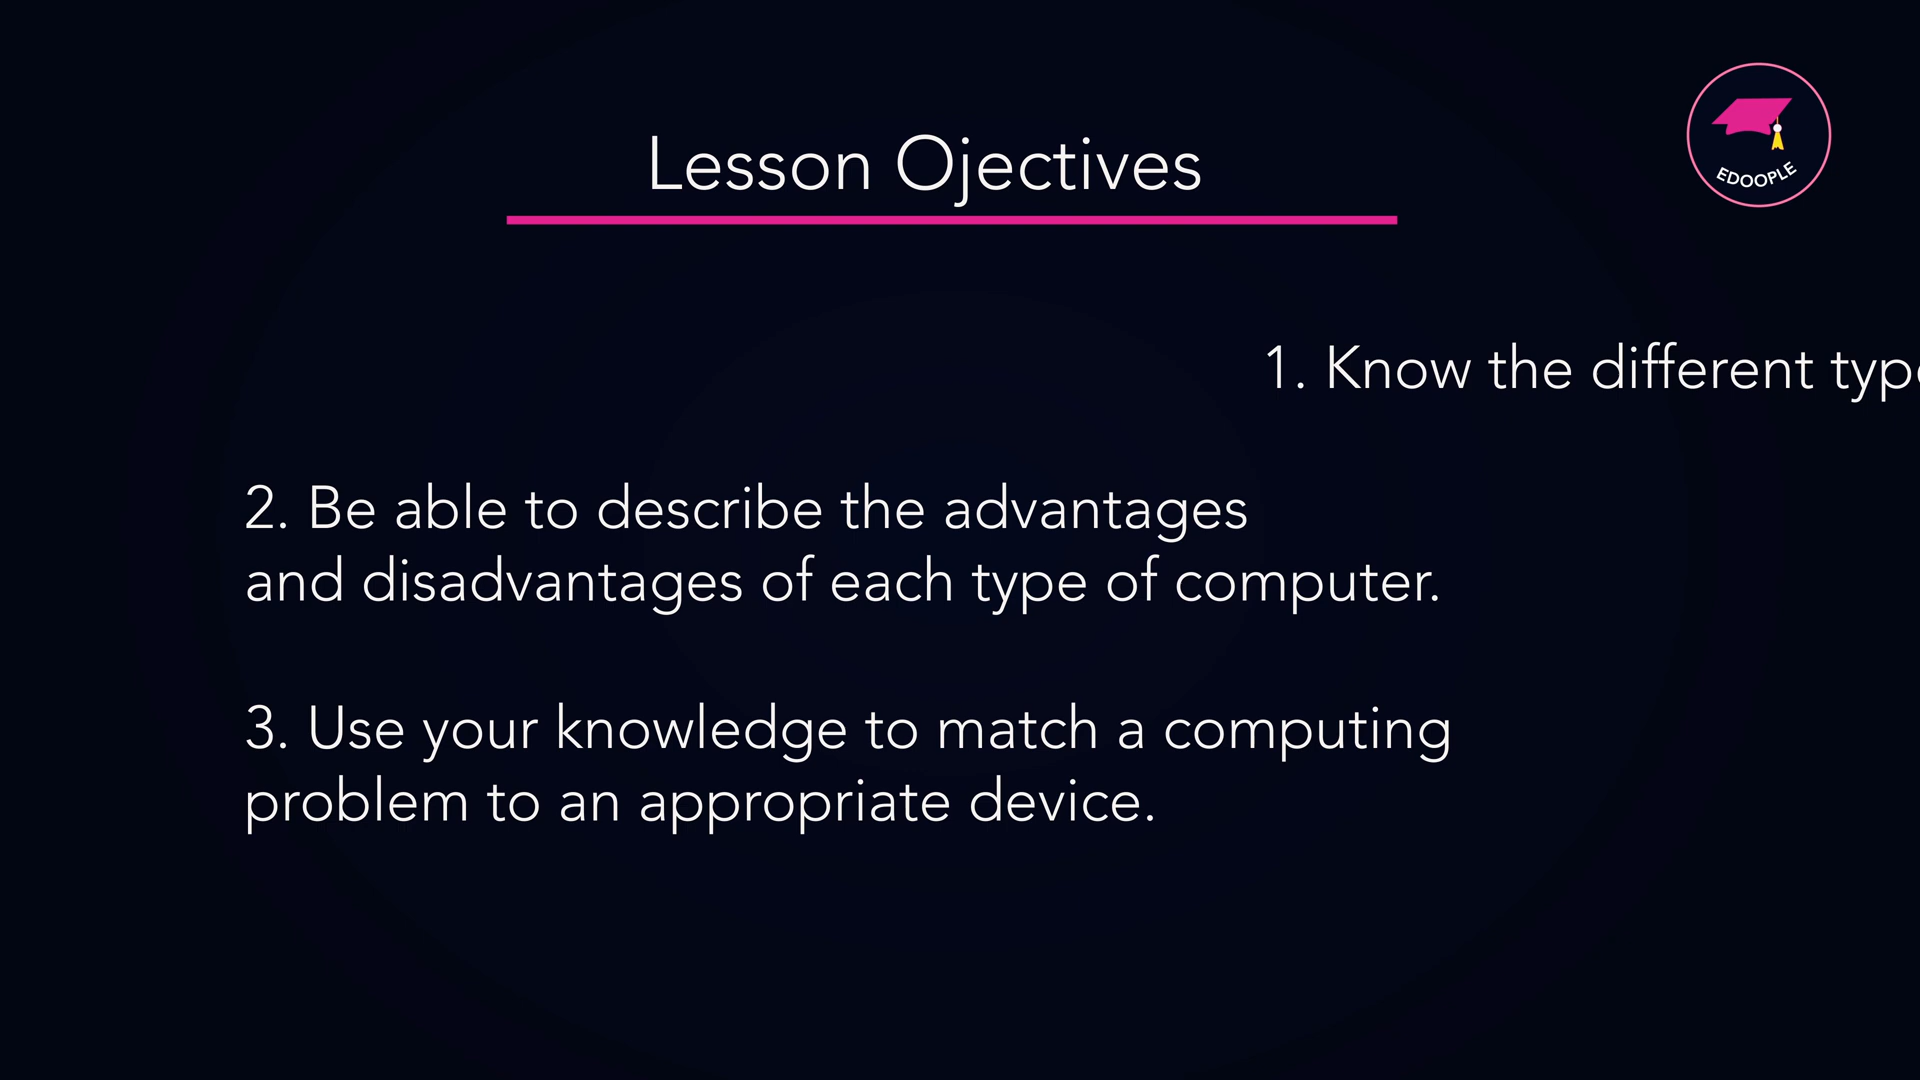 Lesson Ojectives
EDOOPLE
1. Know the different
2. Be able to describe the advantages
and disadvantages of each type of computer.
3. Use your knowledge to match a computing
problem to an appropriate device.